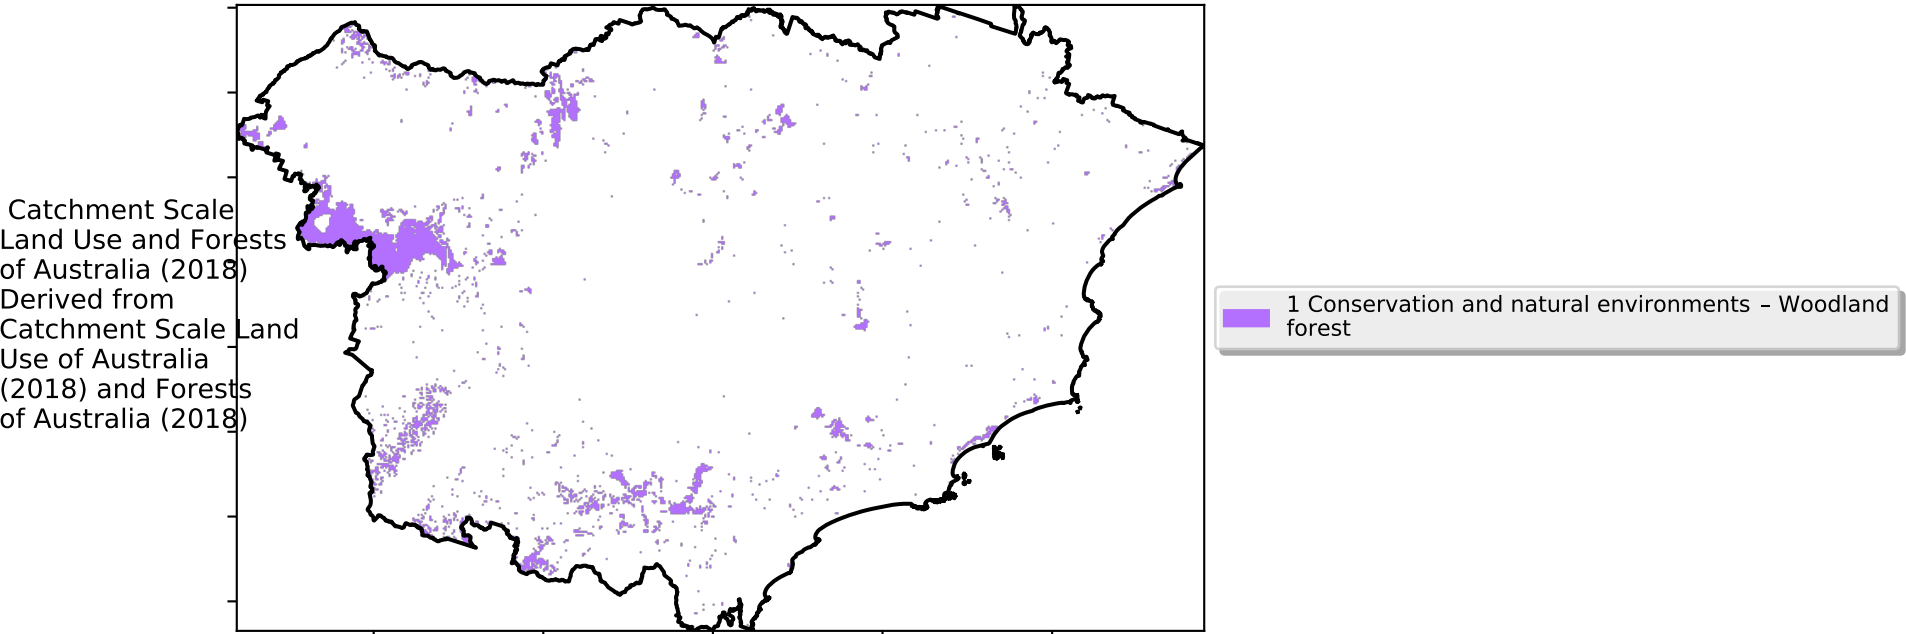 Catchment Scale
Land Use and Forests
of Australia (2018)
Derived from
Catchment Scale Land
Use of Australia
(2018) and Forests
of Australia (2018)
1 Conservation and natural environments – Woodland
forest